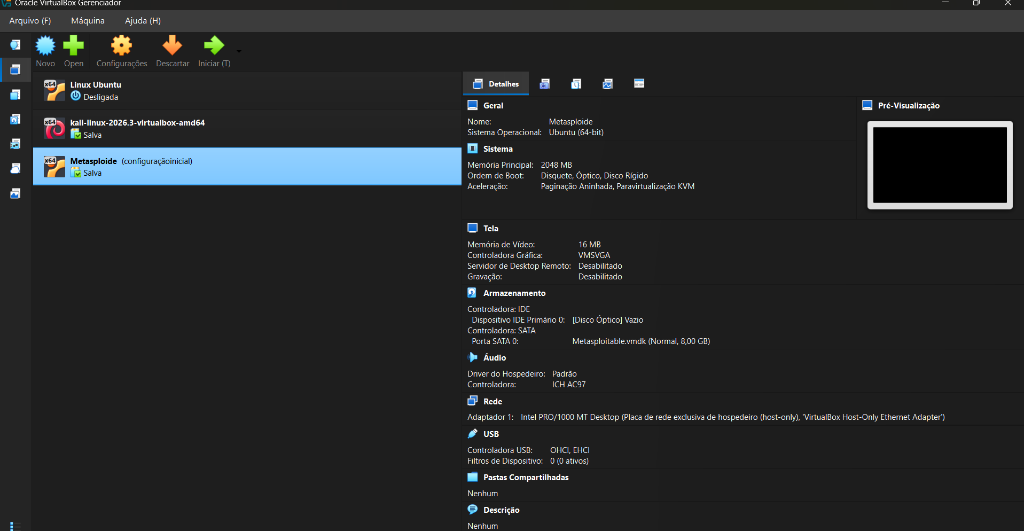 Oracle VirtualBox Gerenciador
Arquivo (F) Máquina Ajuda (H)
Novo Open Configurações Descartar Iniciar (T)
x64 Linux Ubuntu
Desligada
x64 kali-linux-2026.3-virtualbox-amd64
Salva
x64 Metasploide (configuraçãoinicial)
Salva
Detalhes
Geral
Nome: Metasploide
Sistema Operacional: Ubuntu (64-bit)
Sistema
Memória Principal: 2048 MB
Ordem de Boot: Disquete, Óptico, Disco Rígido
Aceleração: Paginação Aninhada, Paravirtualização KVM
Pré-Visualização
Tela
Memória de Vídeo: 16 MB
Controladora Gráfica: VMSVGA
Servidor de Desktop Remoto: Desabilitado
Gravação: Desabilitado
Armazenamento
Controladora: IDE
Dispositivo IDE Primário 0: [Disco Óptico] Vazio
Controladora: SATA
Porta SATA 0: Metasploitable.vmdk (Normal, 8,00 GB)
Áudio
Driver do Hospedeiro: Padrão
Controladora: ICH AC97
Rede
Adaptador 1: Intel PRO/1000 MT Desktop (Placa de rede exclusiva de hospedeiro (host-only), 'VirtualBox Host-Only Ethernet Adapter')
USB
Controladora USB: OHCI, EHCI
Filtros de Dispositivo: 0 (0 ativos)
Pastas Compartilhadas
Nenhum
Descrição
Nenhum